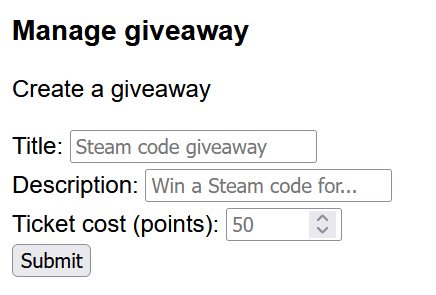 Manage giveaway
Create a giveaway
Title: Steam code giveaway
Description: Win a Steam code for...
Ticket cost (points): 50
Submit